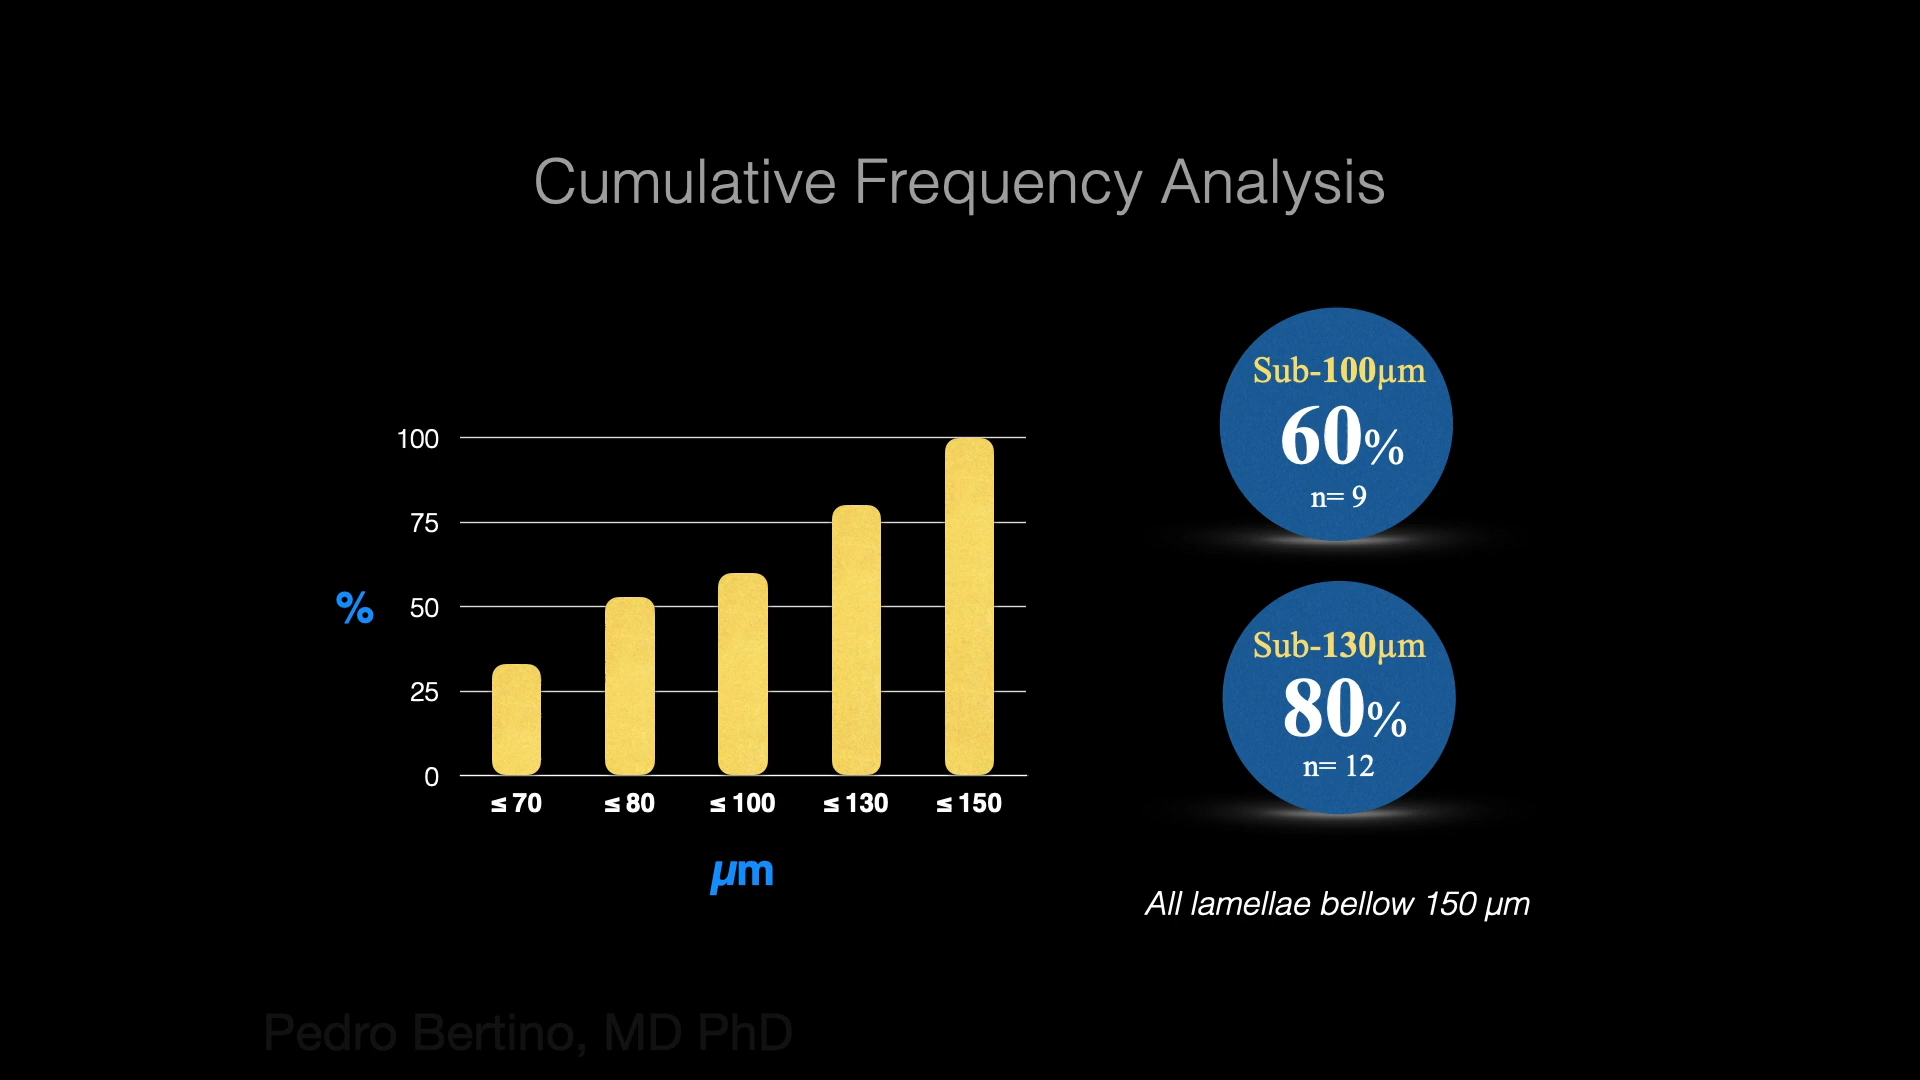 Cumulative Frequency Analysis
100
75
50
25
0
%
≤ 70
≤ 80
≤ 100
≤ 130
≤ 150
µm
Sub-100µm
60%
n= 9
Sub-130µm
80%
n= 12
All lamellae bellow 150 µm
Pedro Bertino, MD PhD